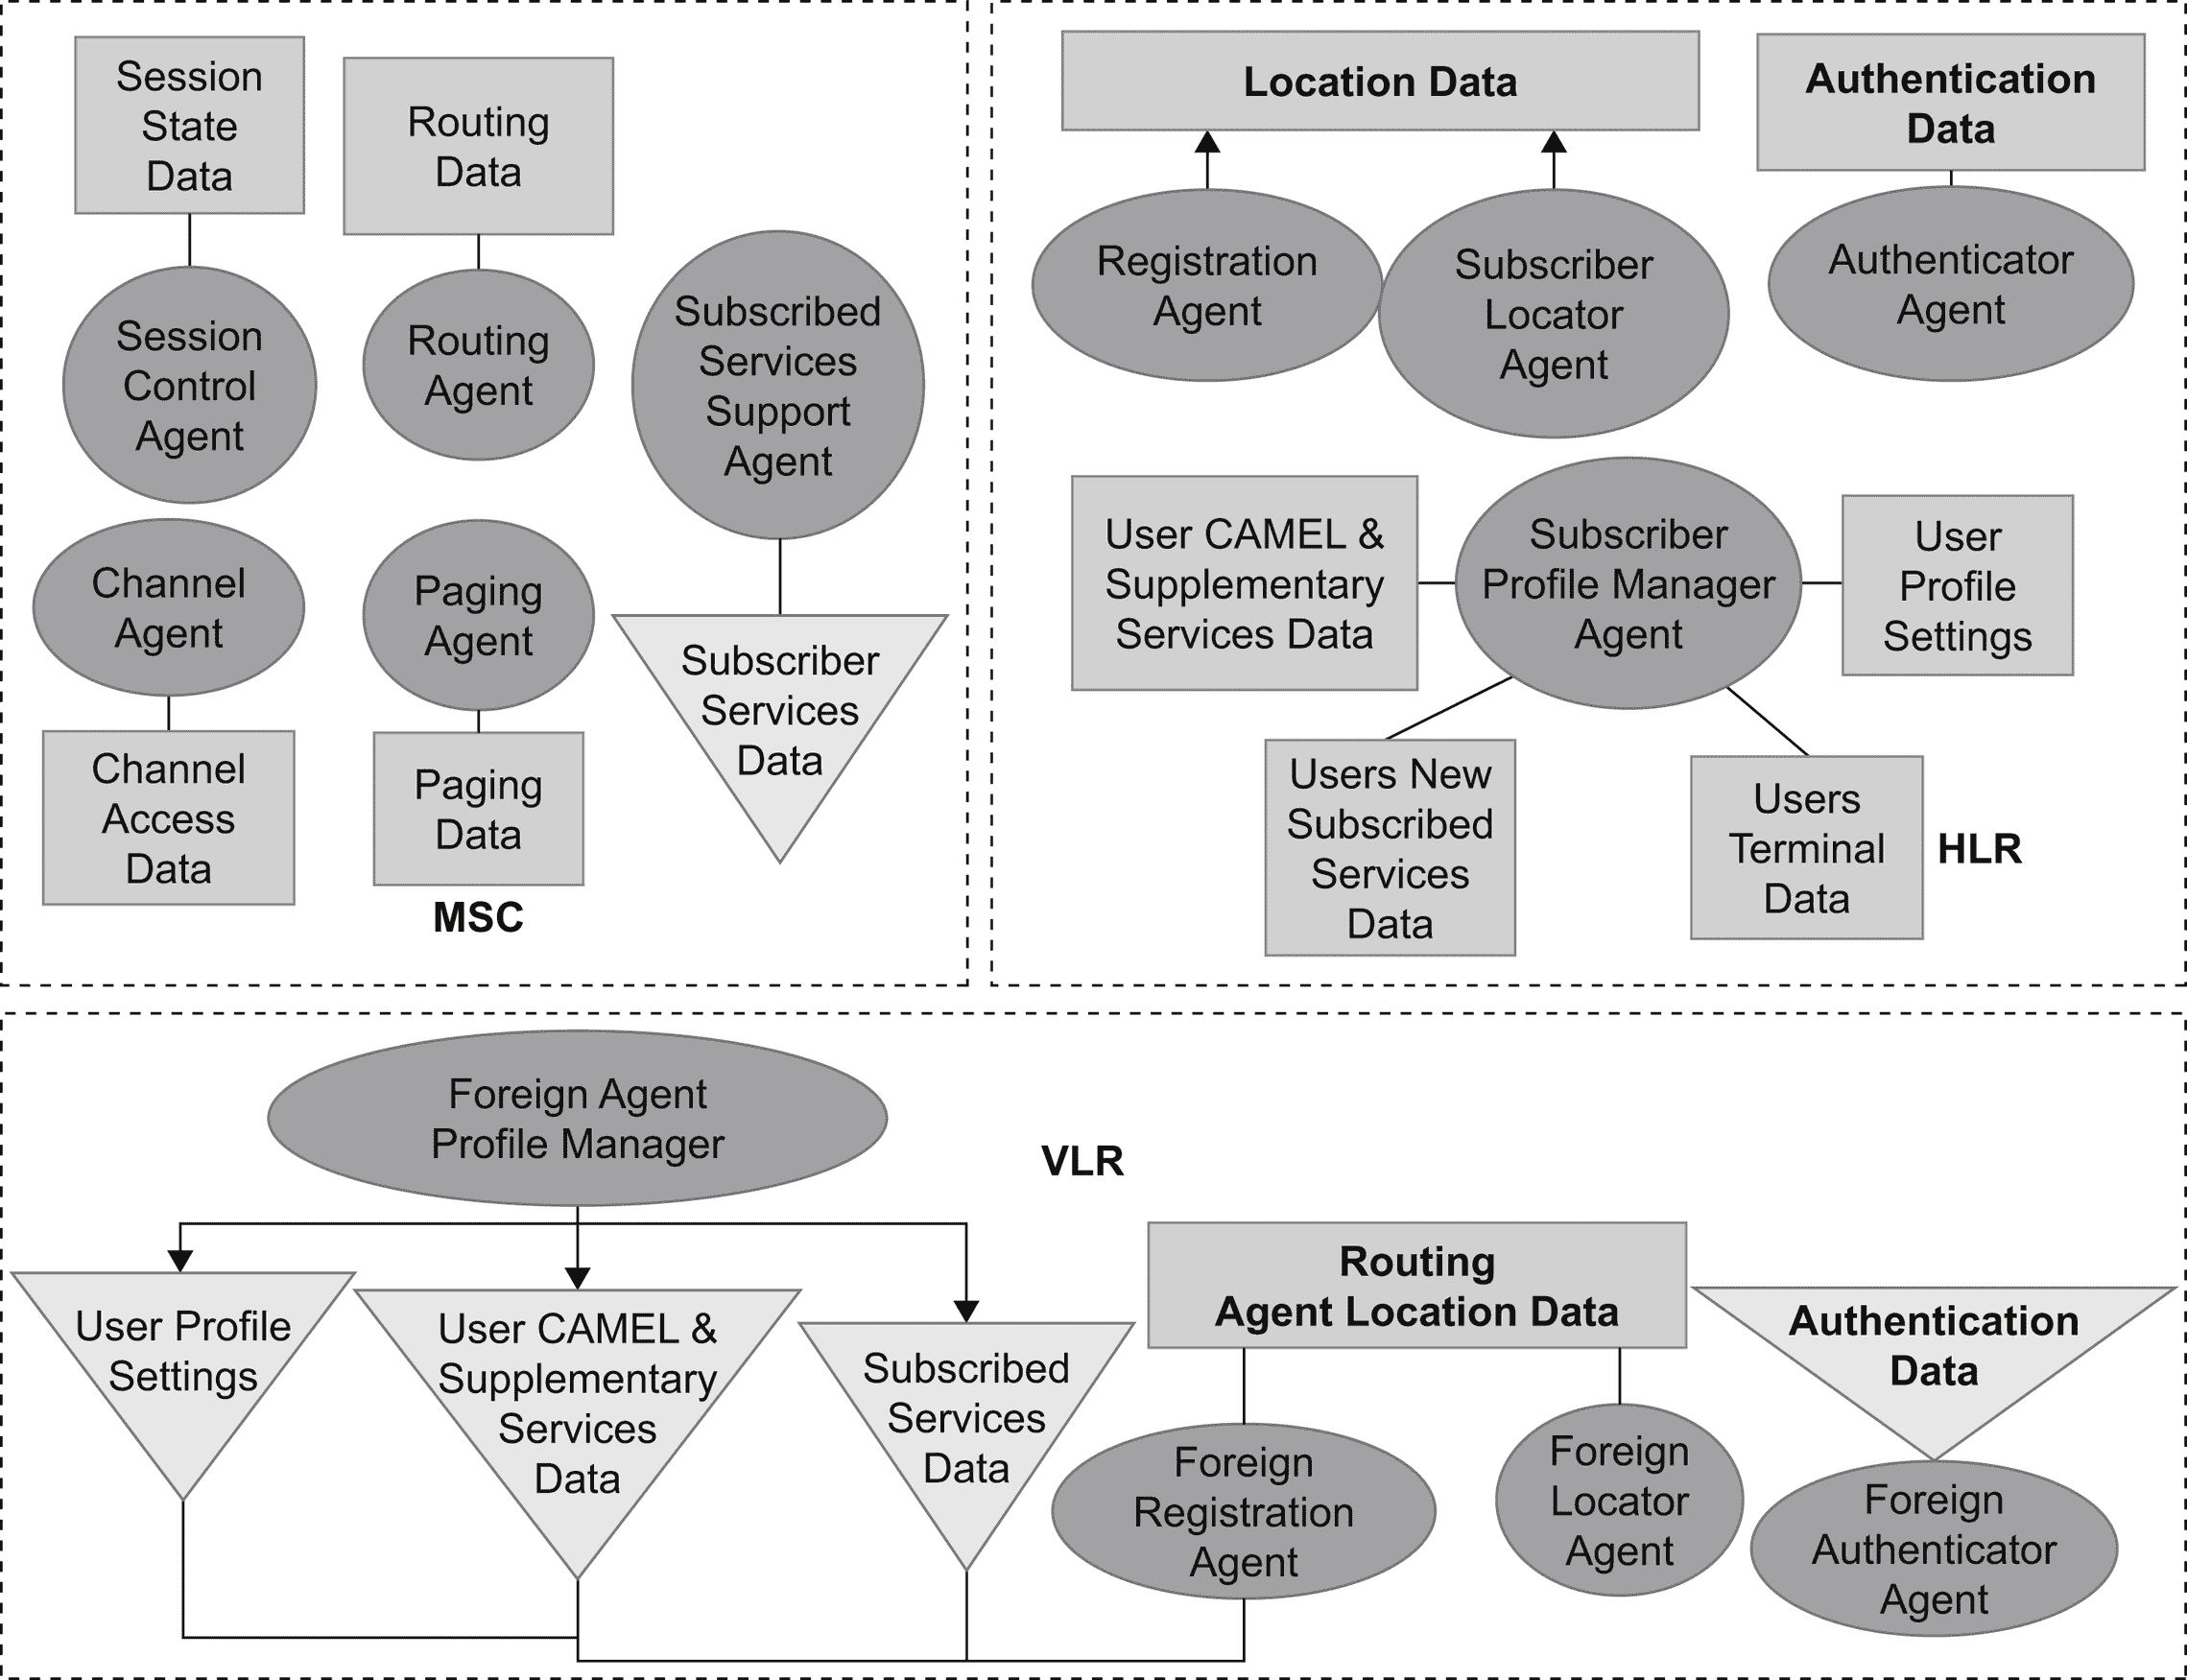 Session
State
Data
Routing
Data
Session
Control
Agent
Routing
Agent
Subscribed
Services
Support
Agent
Channel
Agent
Paging
Agent
Subscriber
Services
Data
Channel
Access
Data
Paging
Data
MSC
Location Data
Authentication
Data
Registration
Agent
Subscriber
Locator
Agent
Authenticator
Agent
User CAMEL &
Supplementary
Services Data
Subscriber
Profile Manager
Agent
User
Profile
Settings
Users New
Subscribed
Services
Data
Users
Terminal
Data
HLR
Foreign Agent
Profile Manager
VLR
User Profile
Settings
User CAMEL &
Supplementary
Services
Data
Subscribed
Services
Data
Routing
Agent Location Data
Authentication
Data
Foreign
Registration
Agent
Foreign
Locator
Agent
Foreign
Authenticator
Agent